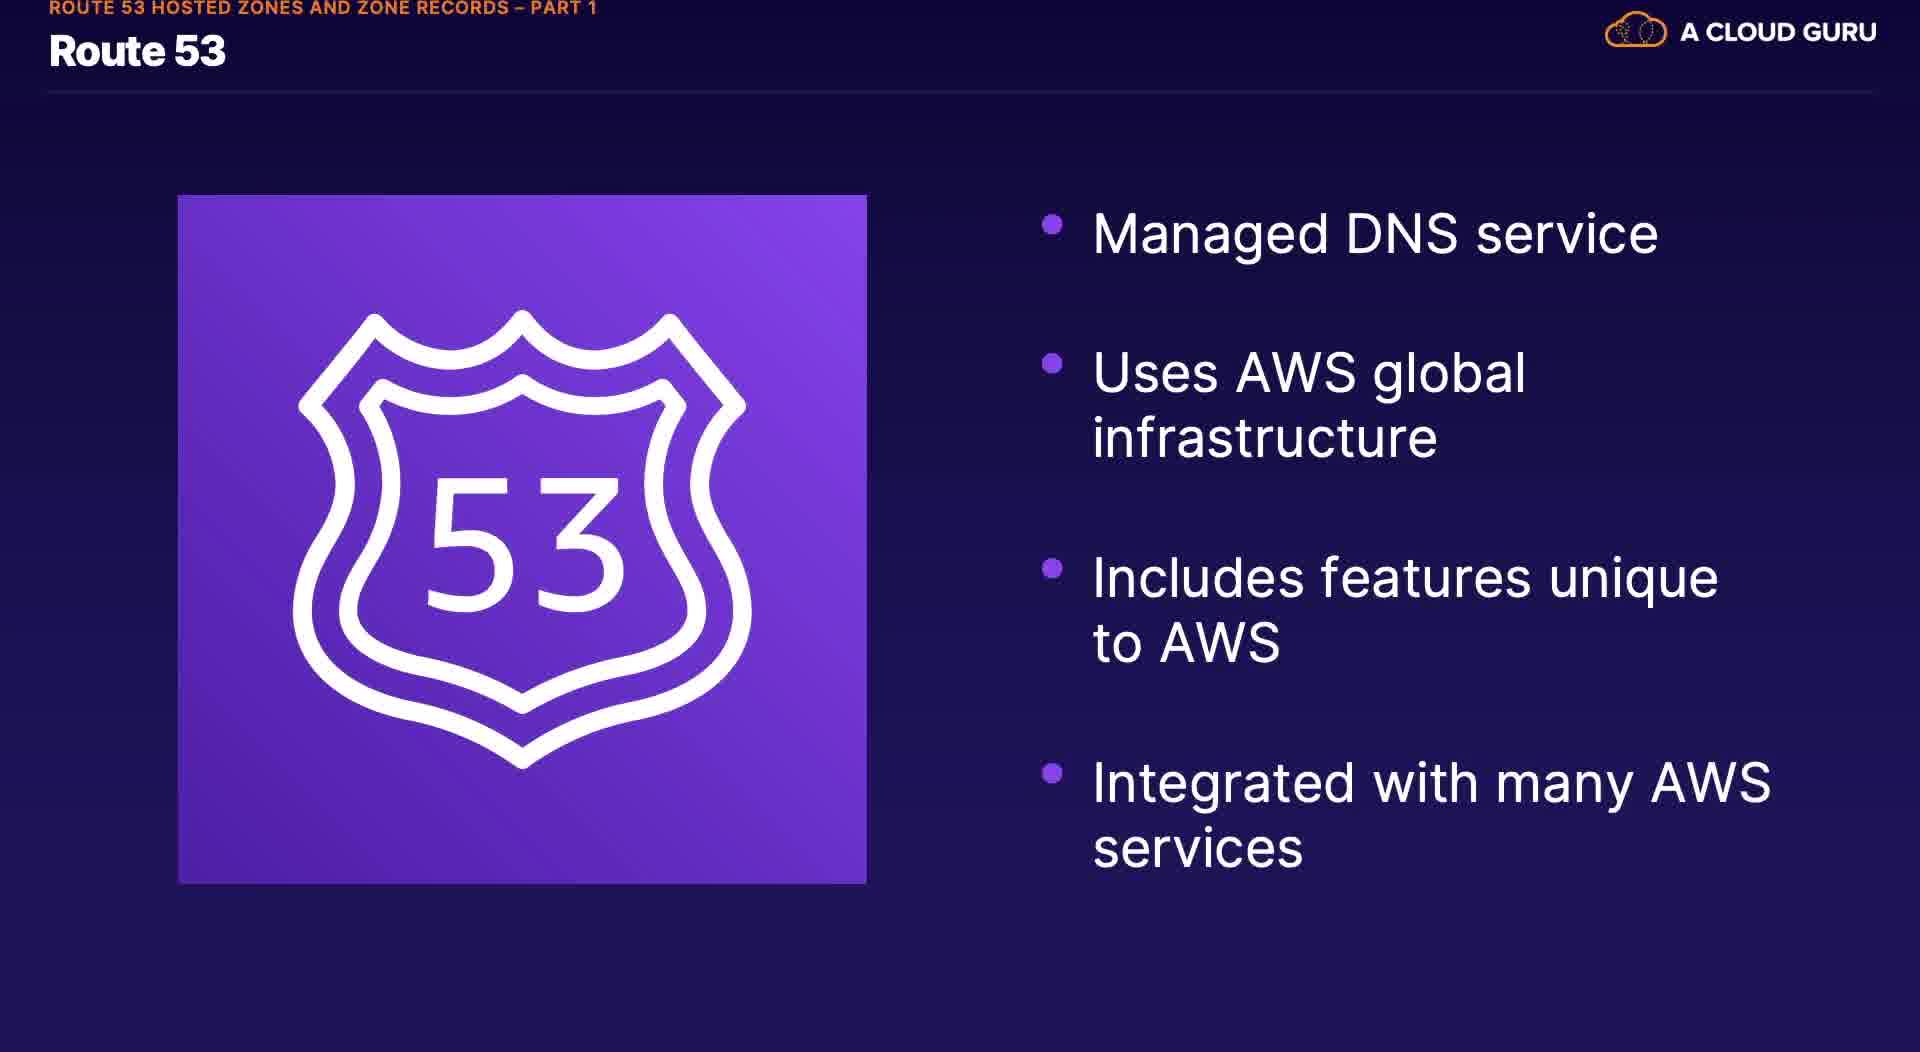 ROUTE 53 HOSTED ZONES AND ZONE RECORDS – PART 1
Route 53
A CLOUD GURU
53
Managed DNS service
Uses AWS global
infrastructure
Includes features unique
to AWS
Integrated with many AWS
services